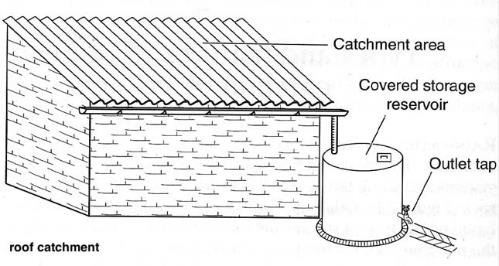 Catchment area
Covered storage
reservoir
Outlet tap
roof catchment